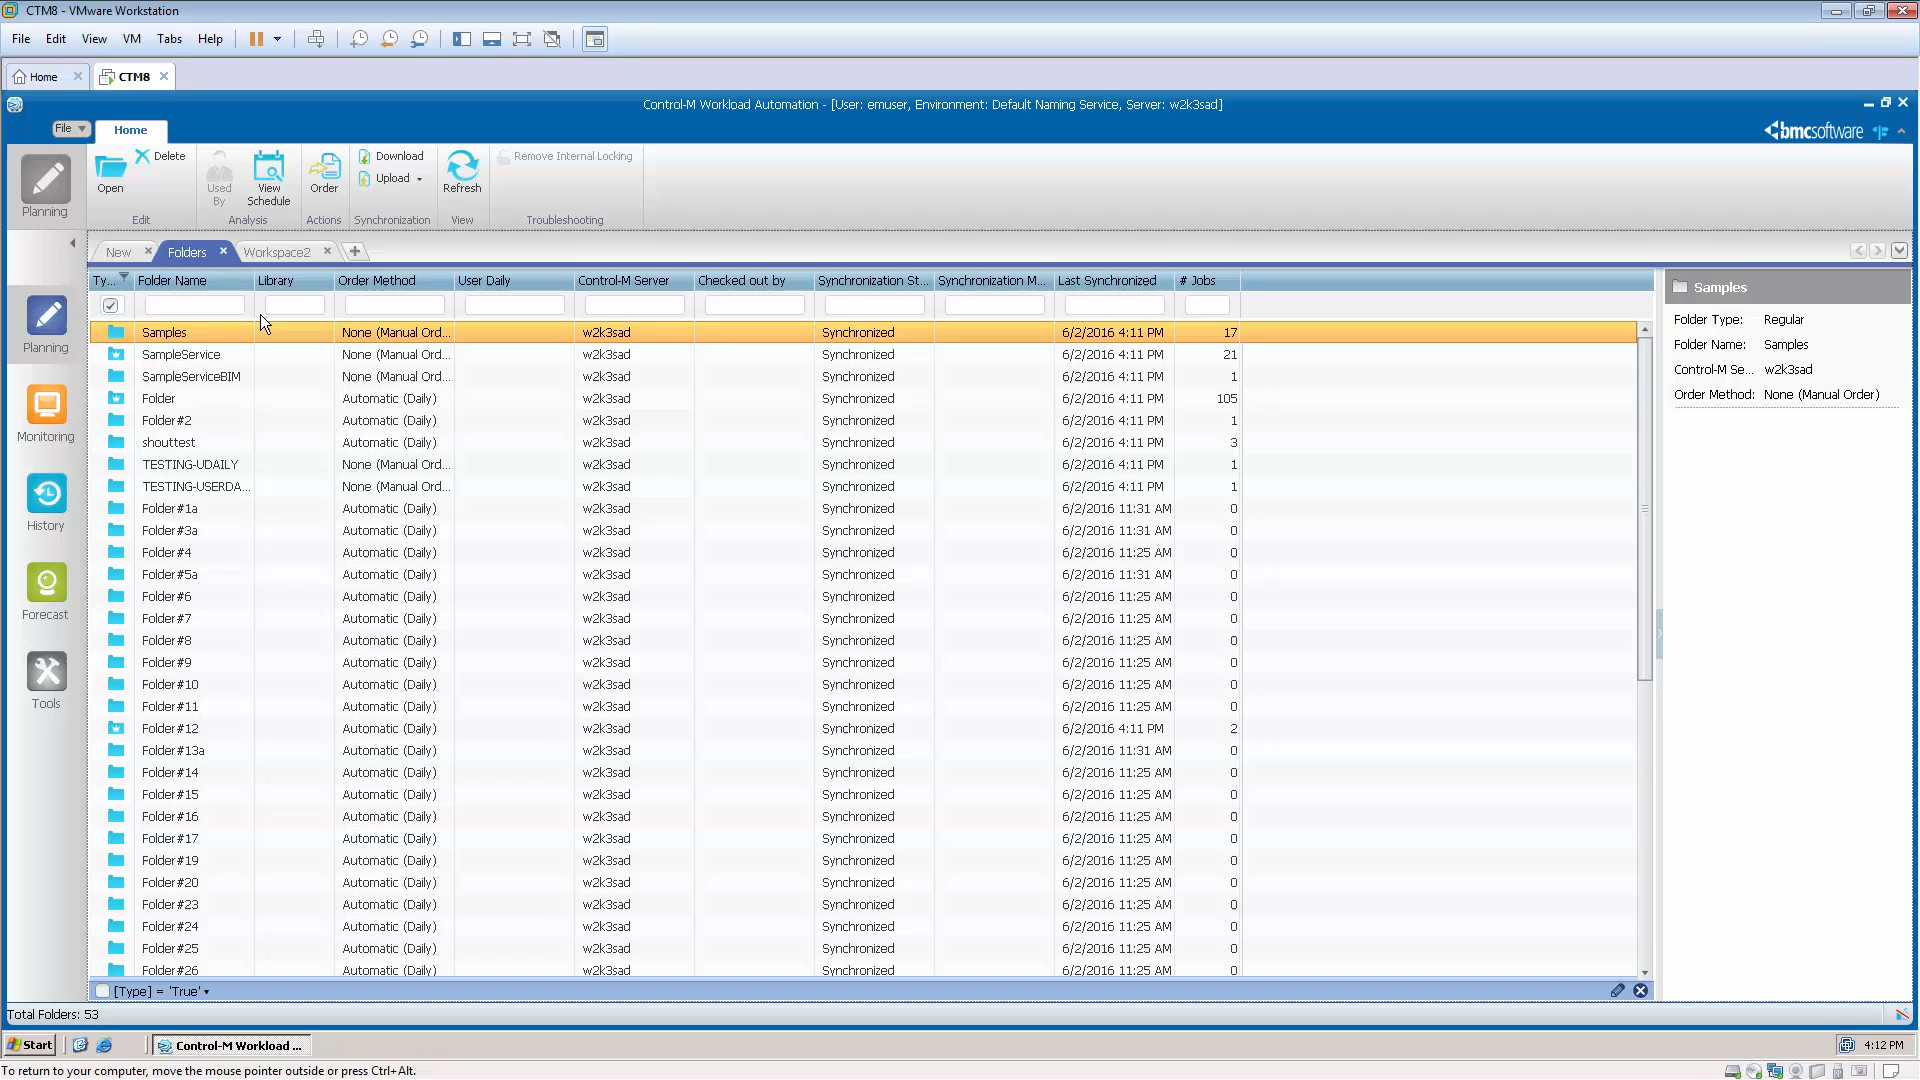 CTM8 - VMware Workstation
File Edit View VM Tabs Help
Home CTM8
Control-M Workload Automation - [User: emuser, Environment: Default Naming Service, Server: w2k3sad]
File Home bmcsoftware
Planning
Open Delete Used By View Schedule Order Download Upload Refresh Remove Internal Locking
Edit Analysis Actions Synchronization View Troubleshooting
New Folders Workspace2
Ty... Folder Name Library Order Method User Daily Control-M Server Checked out by Synchronization St... Synchronization M... Last Synchronized # Jobs
Samples None (Manual Ord... w2k3sad Synchronized 6/2/2016 4:11 PM 17
SampleService None (Manual Ord... w2k3sad Synchronized 6/2/2016 4:11 PM 21
SampleServiceBIM None (Manual Ord... w2k3sad Synchronized 6/2/2016 4:11 PM 1
Folder Automatic (Daily) w2k3sad Synchronized 6/2/2016 4:11 PM 105
Folder#2 Automatic (Daily) w2k3sad Synchronized 6/2/2016 4:11 PM 1
shouttest Automatic (Daily) w2k3sad Synchronized 6/2/2016 4:11 PM 3
TESTING-UDAILY None (Manual Ord... w2k3sad Synchronized 6/2/2016 4:11 PM 1
TESTING-USERDA... None (Manual Ord... w2k3sad Synchronized 6/2/2016 4:11 PM 1
Folder#1a Automatic (Daily) w2k3sad Synchronized 6/2/2016 11:31 AM 0
Folder#3a Automatic (Daily) w2k3sad Synchronized 6/2/2016 11:31 AM 0
Folder#4 Automatic (Daily) w2k3sad Synchronized 6/2/2016 11:25 AM 0
Folder#5a Automatic (Daily) w2k3sad Synchronized 6/2/2016 11:31 AM 0
Folder#6 Automatic (Daily) w2k3sad Synchronized 6/2/2016 11:25 AM 0
Folder#7 Automatic (Daily) w2k3sad Synchronized 6/2/2016 11:25 AM 0
Folder#8 Automatic (Daily) w2k3sad Synchronized 6/2/2016 11:25 AM 0
Folder#9 Automatic (Daily) w2k3sad Synchronized 6/2/2016 11:25 AM 0
Folder#10 Automatic (Daily) w2k3sad Synchronized 6/2/2016 11:25 AM 0
Folder#11 Automatic (Daily) w2k3sad Synchronized 6/2/2016 11:25 AM 0
Folder#12 Automatic (Daily) w2k3sad Synchronized 6/2/2016 4:11 PM 2
Folder#13a Automatic (Daily) w2k3sad Synchronized 6/2/2016 11:31 AM 0
Folder#14 Automatic (Daily) w2k3sad Synchronized 6/2/2016 11:25 AM 0
Folder#15 Automatic (Daily) w2k3sad Synchronized 6/2/2016 11:25 AM 0
Folder#16 Automatic (Daily) w2k3sad Synchronized 6/2/2016 11:25 AM 0
Folder#17 Automatic (Daily) w2k3sad Synchronized 6/2/2016 11:25 AM 0
Folder#19 Automatic (Daily) w2k3sad Synchronized 6/2/2016 11:25 AM 0
Folder#20 Automatic (Daily) w2k3sad Synchronized 6/2/2016 11:25 AM 0
Folder#23 Automatic (Daily) w2k3sad Synchronized 6/2/2016 11:25 AM 0
Folder#24 Automatic (Daily) w2k3sad Synchronized 6/2/2016 11:25 AM 0
Folder#25 Automatic (Daily) w2k3sad Synchronized 6/2/2016 11:25 AM 0
Folder#26 Automatic (Daily) w2k3sad Synchronized 6/2/2016 11:25 AM 0
Planning
Monitoring
History
Forecast
Tools
Samples
Folder Type: Regular
Folder Name: Samples
Control-M Se... w2k3sad
Order Method: None (Manual Order)
[Type] = 'True'
Total Folders: 53
Start Control-M Workload ... 4:12 PM
To return to your computer, move the mouse pointer outside or press Ctrl+Alt.